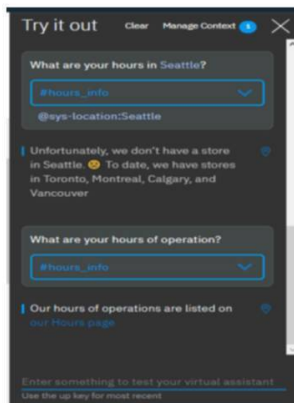 Try it out Clear Manage Context
What are your hours in Seattle?
#hours_info
@sys-location:Seattle
Unfortunately, we don't have a store
in Seattle. 😟 To date, we have stores
in Toronto, Montreal, Calgary, and
Vancouver
What are your hours of operation?
#hours_info
Our hours of operations are listed on
our Hours page
Enter something to test your virtual assistant
Use the up key for most recent